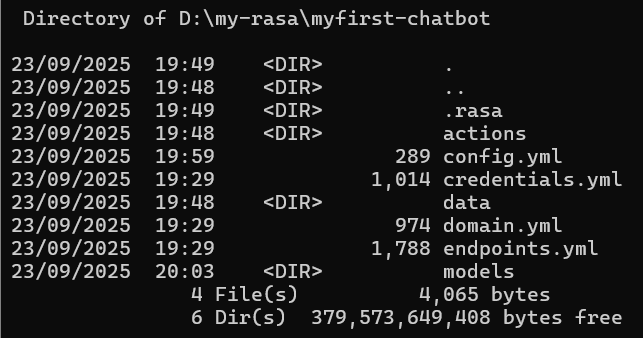 Directory of D:\my-rasa\myfirst-chatbot
23/09/2025  19:49    <DIR>          .
23/09/2025  19:48    <DIR>          ..
23/09/2025  19:49    <DIR>          .rasa
23/09/2025  19:48    <DIR>          actions
23/09/2025  19:59               289 config.yml
23/09/2025  19:29             1,014 credentials.yml
23/09/2025  19:48    <DIR>          data
23/09/2025  19:29               974 domain.yml
23/09/2025  19:29             1,788 endpoints.yml
23/09/2025  20:03    <DIR>          models
               4 File(s)          4,065 bytes
               6 Dir(s)  379,573,649,408 bytes free